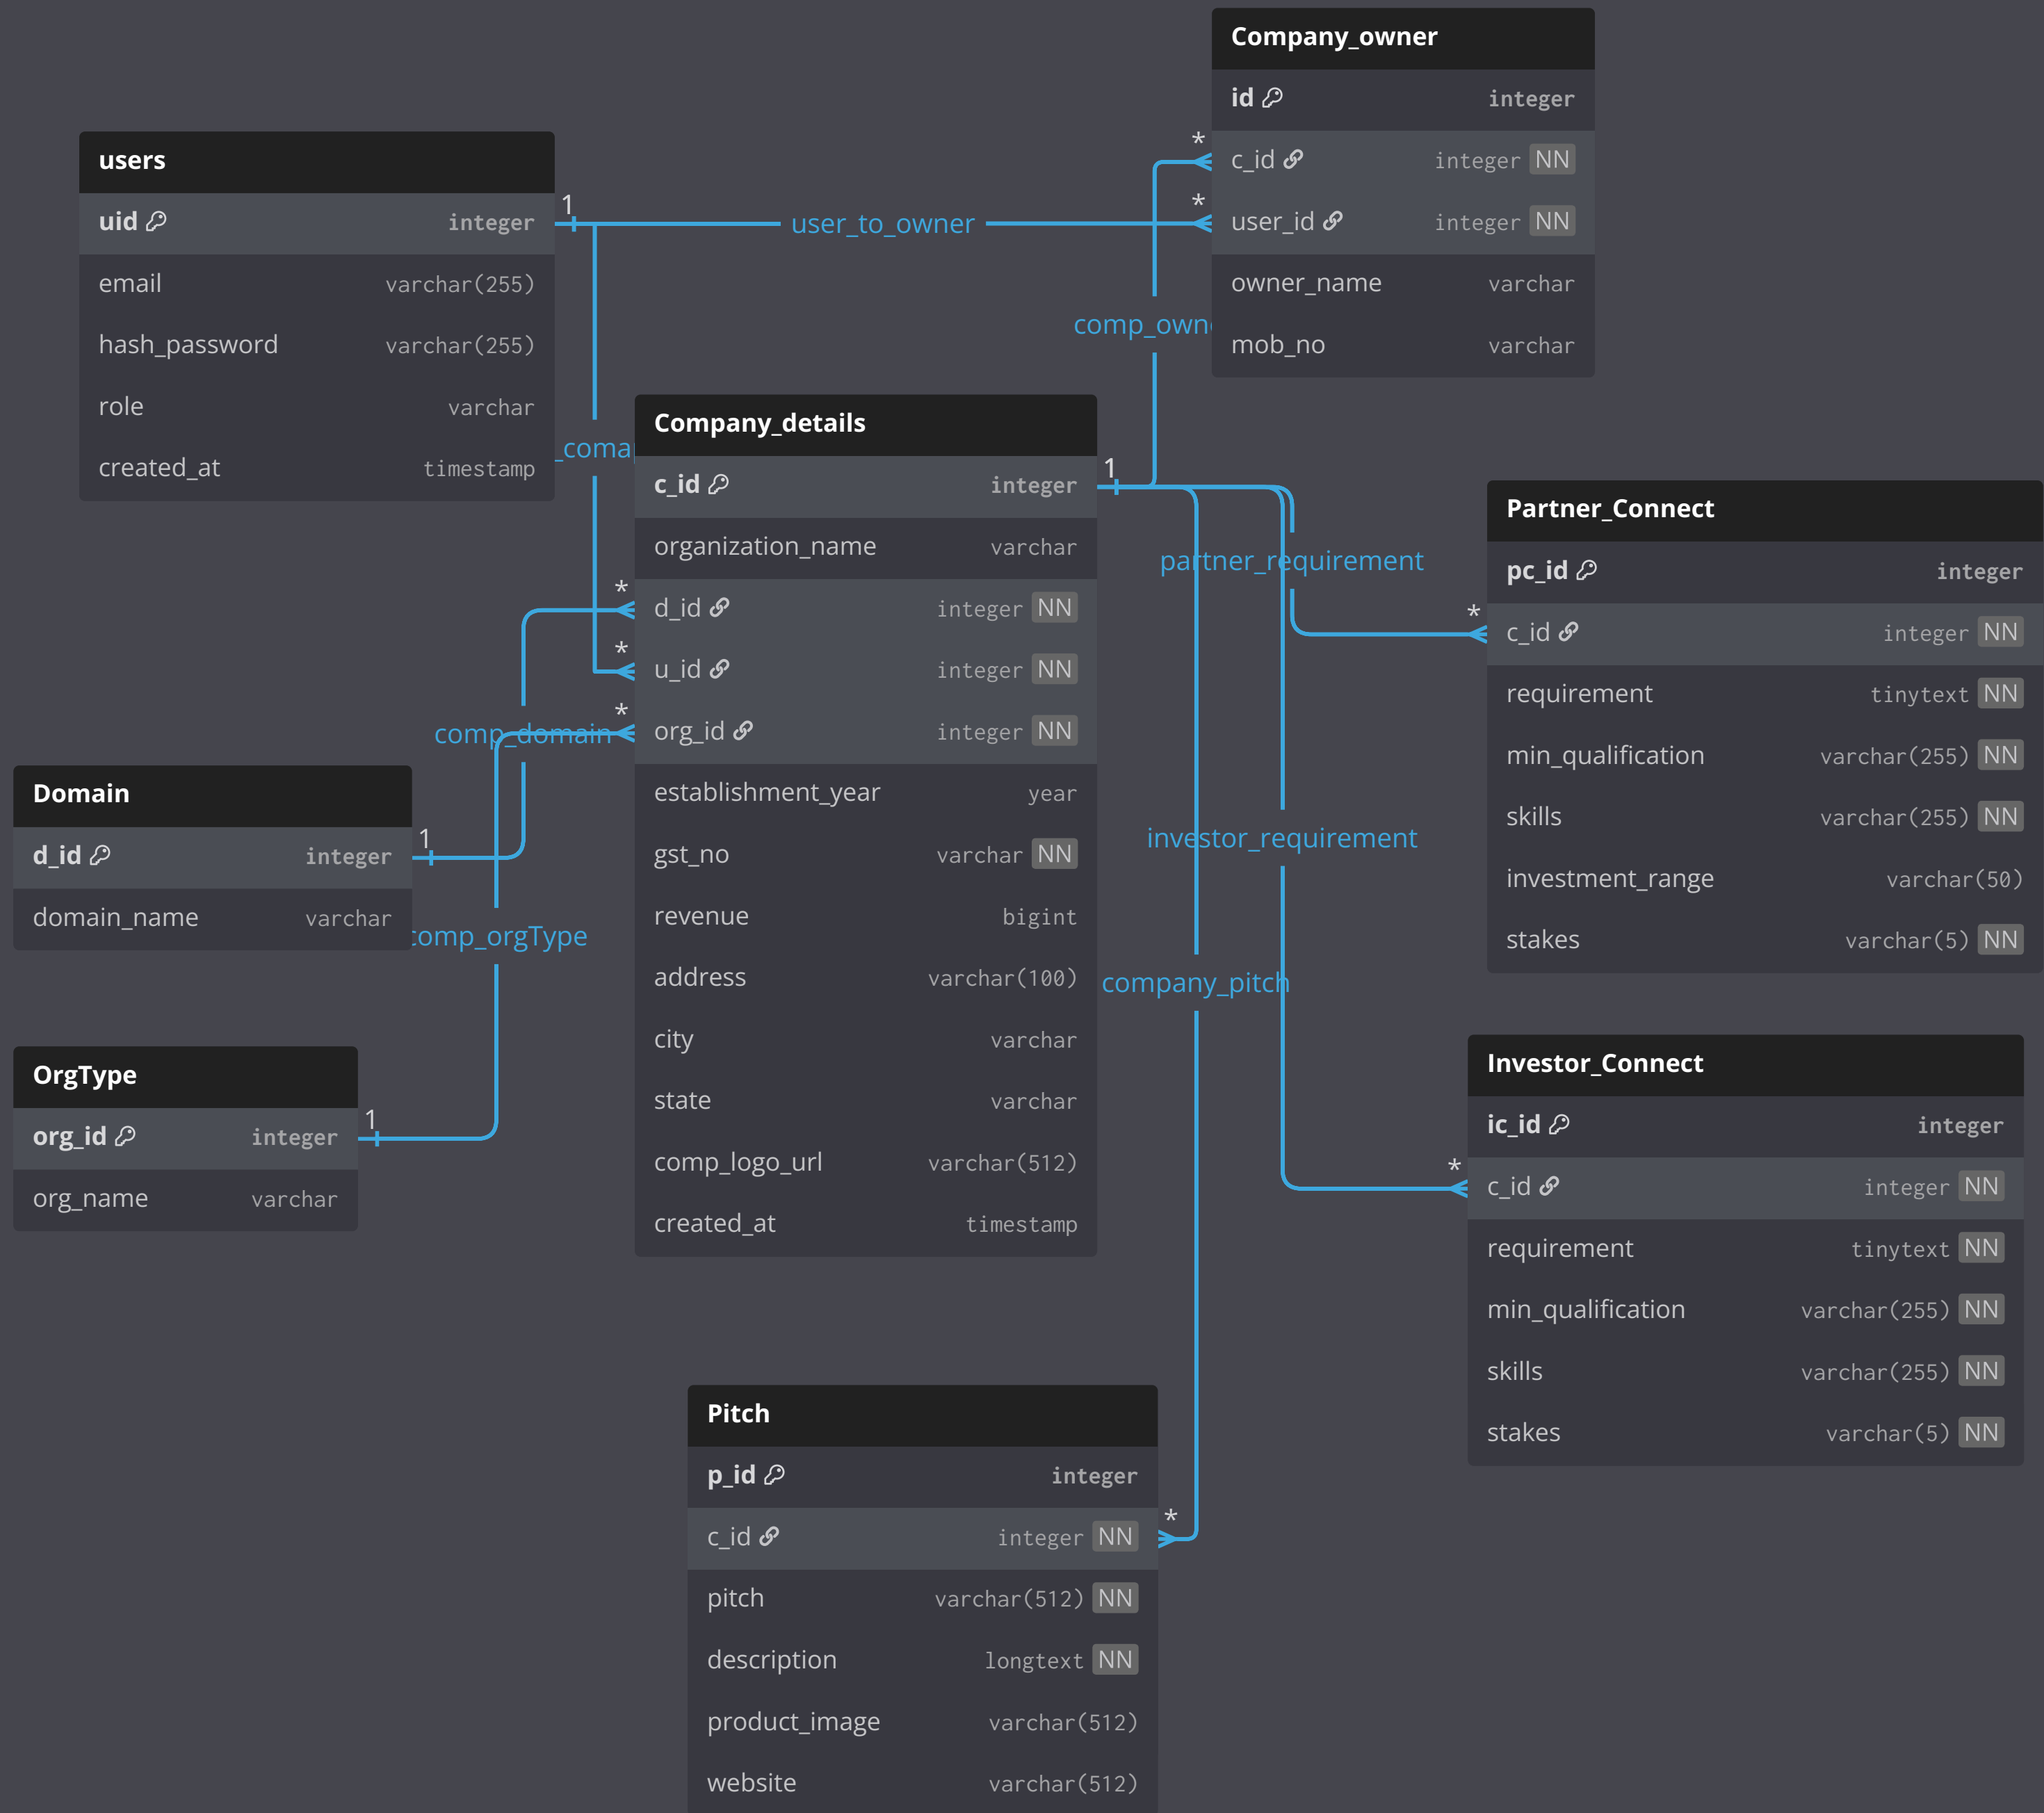 Company_owner
id integer
c_id integer NN
user_id integer NN
owner_name varchar
mob_no varchar
users
uid integer
email varchar(255)
hash_password varchar(255)
role varchar
created_at timestamp
1
user_to_owner
*
*
comp_own
_coma
Company_details
c_id integer
organization_name varchar
d_id integer NN
u_id integer NN
org_id integer NN
establishment_year year
gst_no varchar NN
revenue bigint
address varchar(100)
city varchar
state varchar
comp_logo_url varchar(512)
created_at timestamp
1
*
*
*
partner_requirement
Partner_Connect
pc_id integer
c_id integer NN
requirement tinytext NN
min_qualification varchar(255) NN
skills varchar(255) NN
investment_range varchar(50)
stakes varchar(5) NN
*
comp_domain
Domain
d_id integer
domain_name varchar
1
comp_orgType
investor_requirement
company_pitch
OrgType
org_id integer
org_name varchar
1
Investor_Connect
ic_id integer
c_id integer NN
requirement tinytext NN
min_qualification varchar(255) NN
skills varchar(255) NN
stakes varchar(5) NN
*
Pitch
p_id integer
c_id integer NN
pitch varchar(512) NN
description longtext NN
product_image varchar(512)
website varchar(512)
*